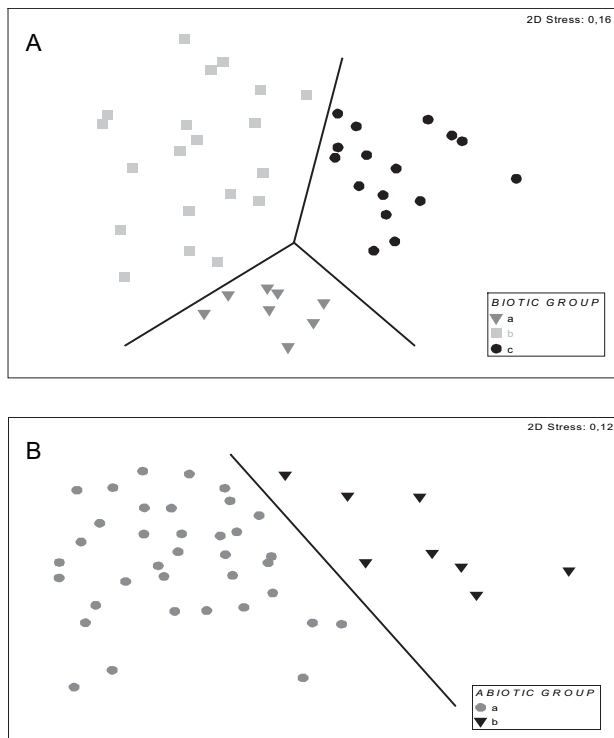 2D Stress: 0,16
A
BIOTIC GROUP
a
b
c
2D Stress: 0,12
B
ABIOTIC GROUP
a
b